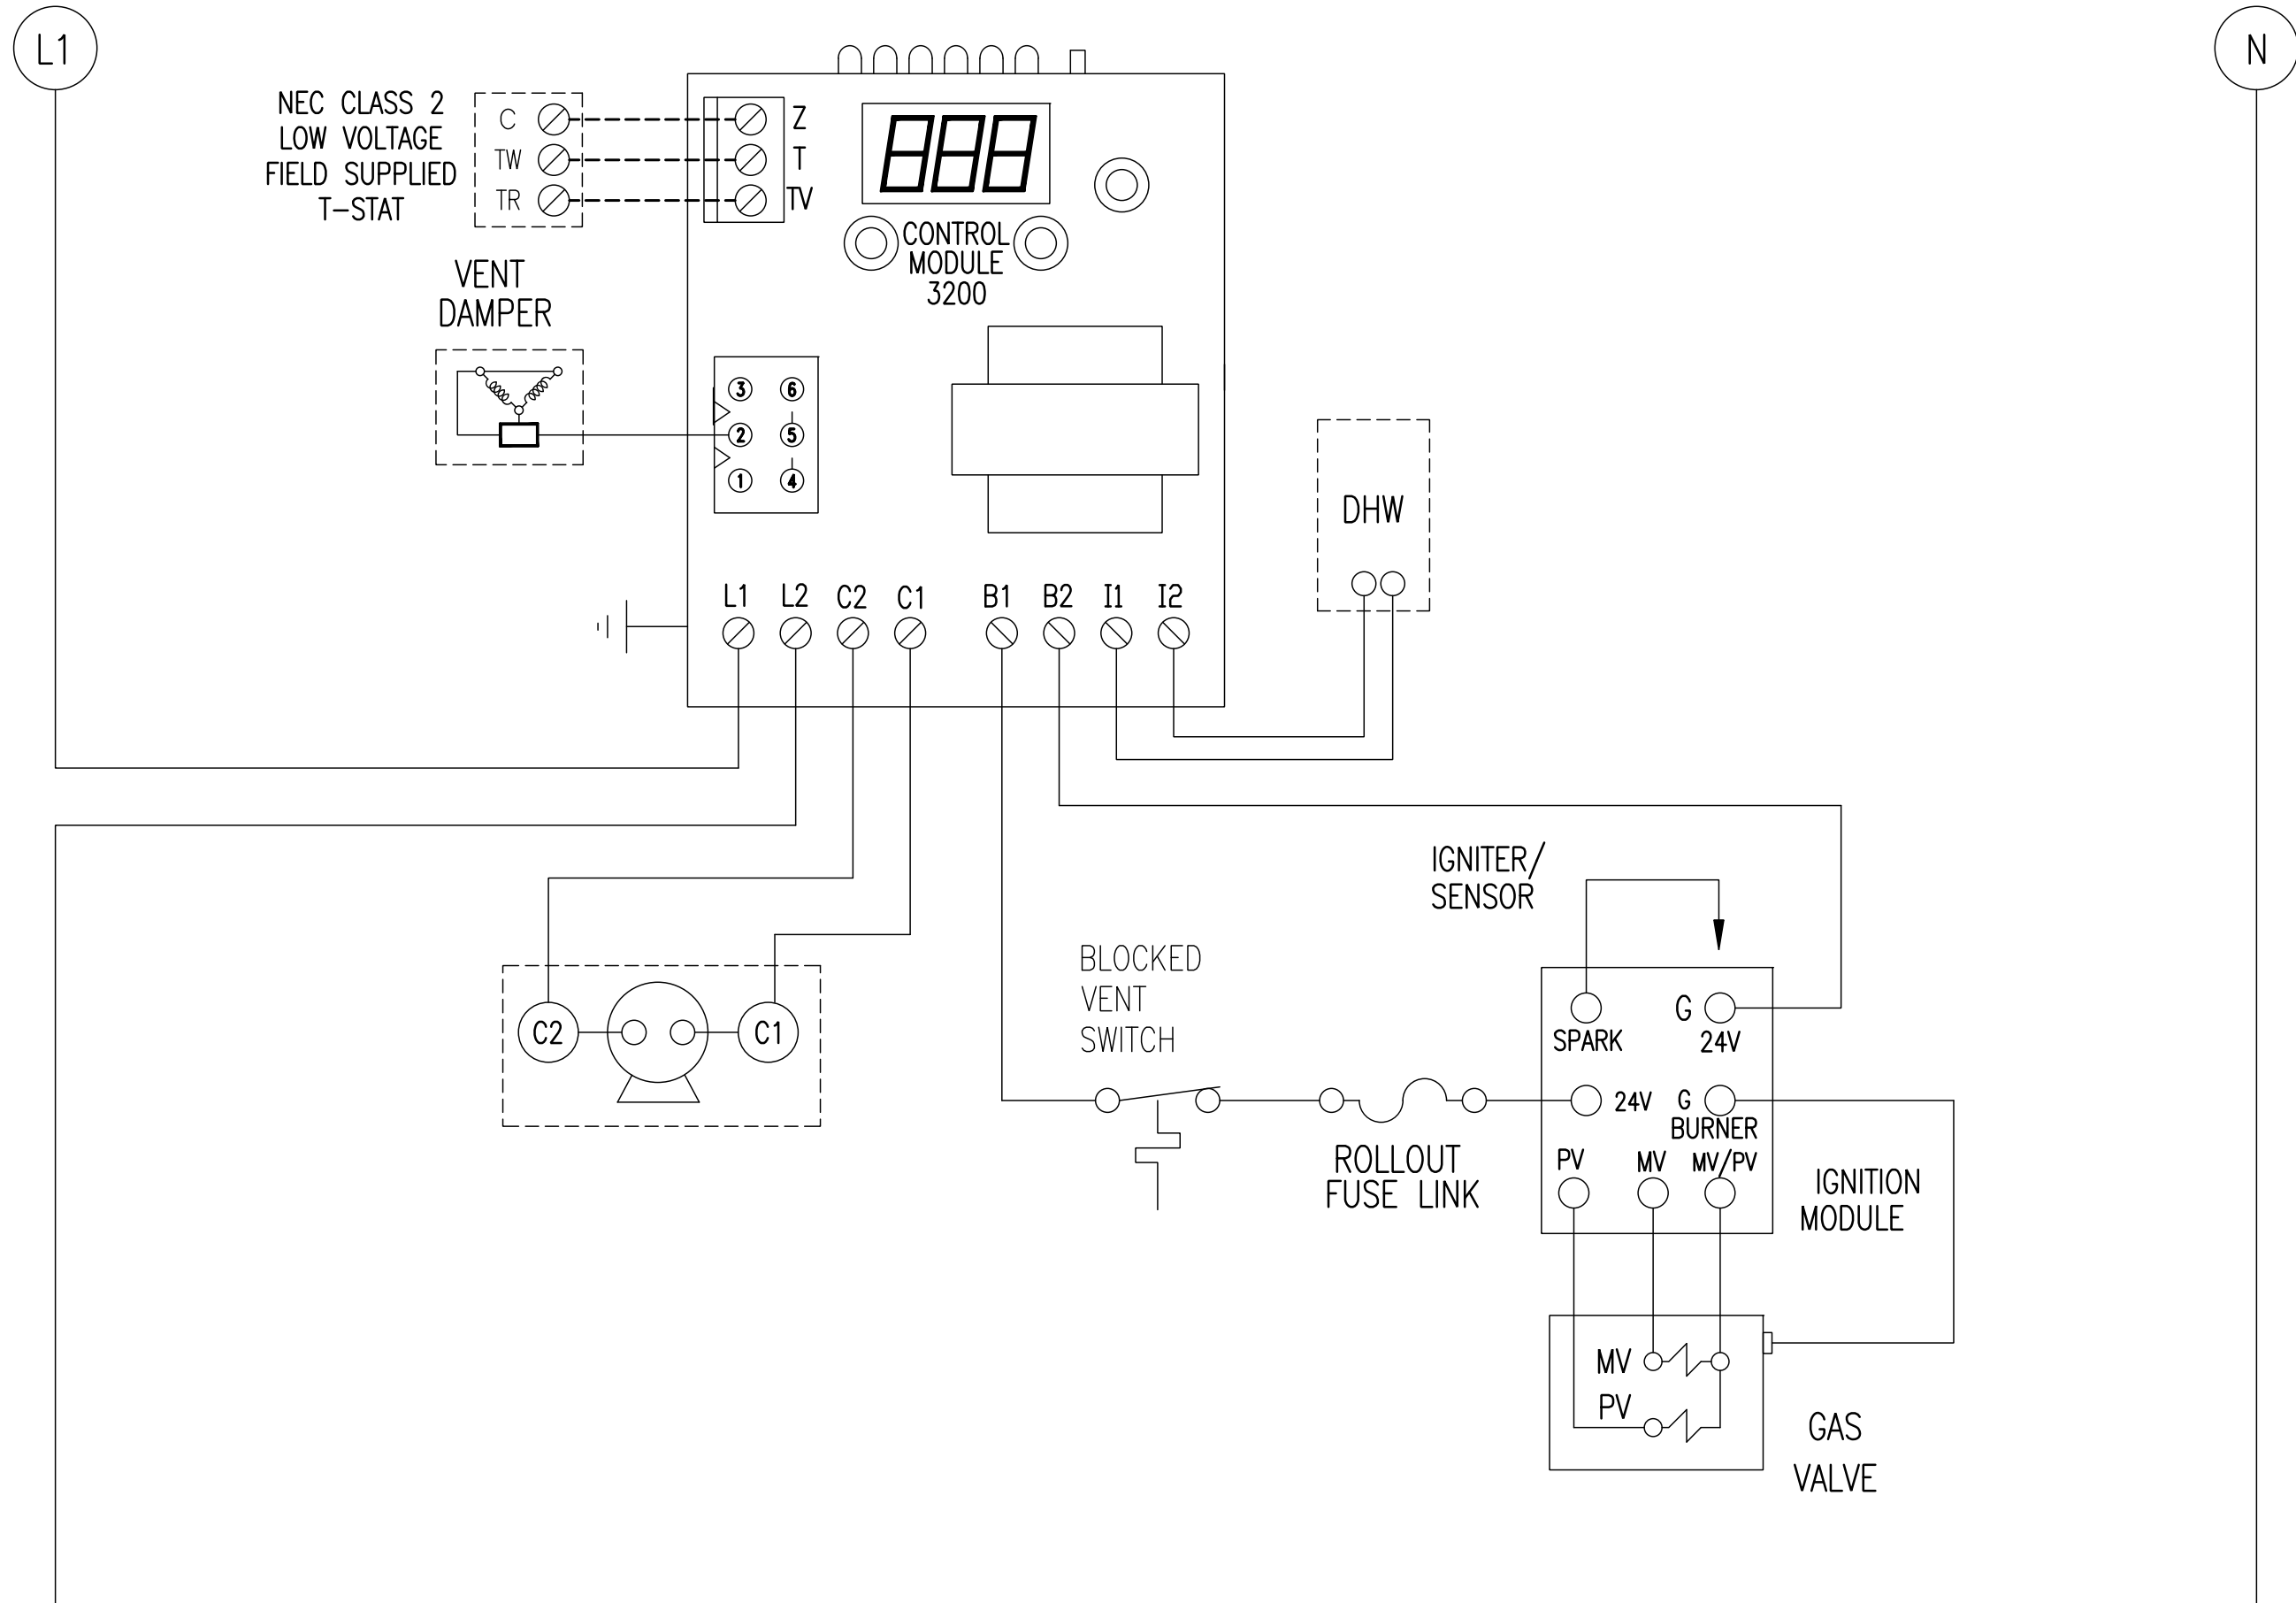 L1
N
NEC CLASS 2
LOW VOLTAGE
FIELD SUPPLIED
T-STAT
C
TW
TR
Z
T
TV
888
CONTROL
MODULE
3200
VENT
DAMPER
3
6
2
5
1
4
DHW
L1
L2
C2
C1
B1
B2
I1
I2
IGNITER/
SENSOR
BLOCKED
VENT
SWITCH
C2
C1
SPARK
G
24V
24V
G
BURNER
PV
MV
MV/PV
ROLLOUT
FUSE LINK
IGNITION
MODULE
MV
PV
GAS
VALVE